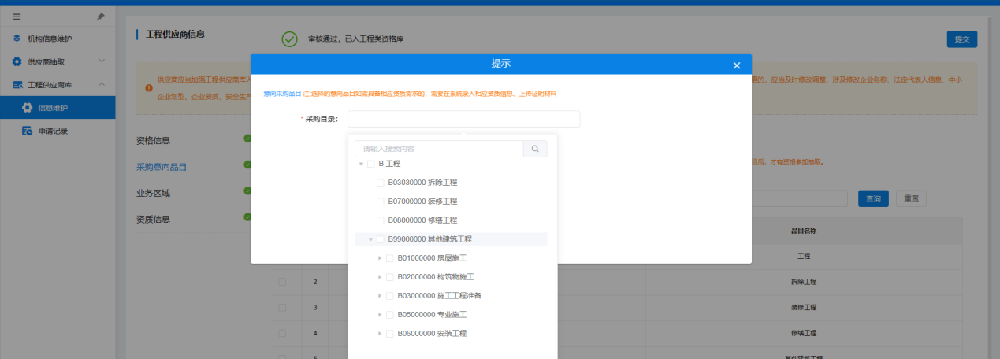 机构信息维护
供应商抽取
工程供应商库
信息维护
申请记录
工程供应商信息
审核通过，已入工程类资格库
提交
供应商应当加强工程供应商库入
更的，应当及时修改调整，涉及修改企业名称、法定代表人信息、中小
企业划型、企业资质、安全生产
资格信息
采购意向品目
业务区域
资质信息
提示
意向采购品目 注:选择的意向品目如需具备相应资质需求的，需要在系统录入相应资质信息、上传证明材料
* 采购目录：
请输入搜索内容
B 工程
B03030000 拆除工程
B07000000 装修工程
B08000000 修缮工程
B99000000 其他建筑工程
B01000000 房屋施工
B02000000 构筑物施工
B03000000 施工工程准备
B05000000 专业施工
B06000000 安装工程
目后，才有资格参加抽取。
查询
重置
品目名称
工程
2
拆除工程
3
装修工程
4
修缮工程
5
其他建筑工程